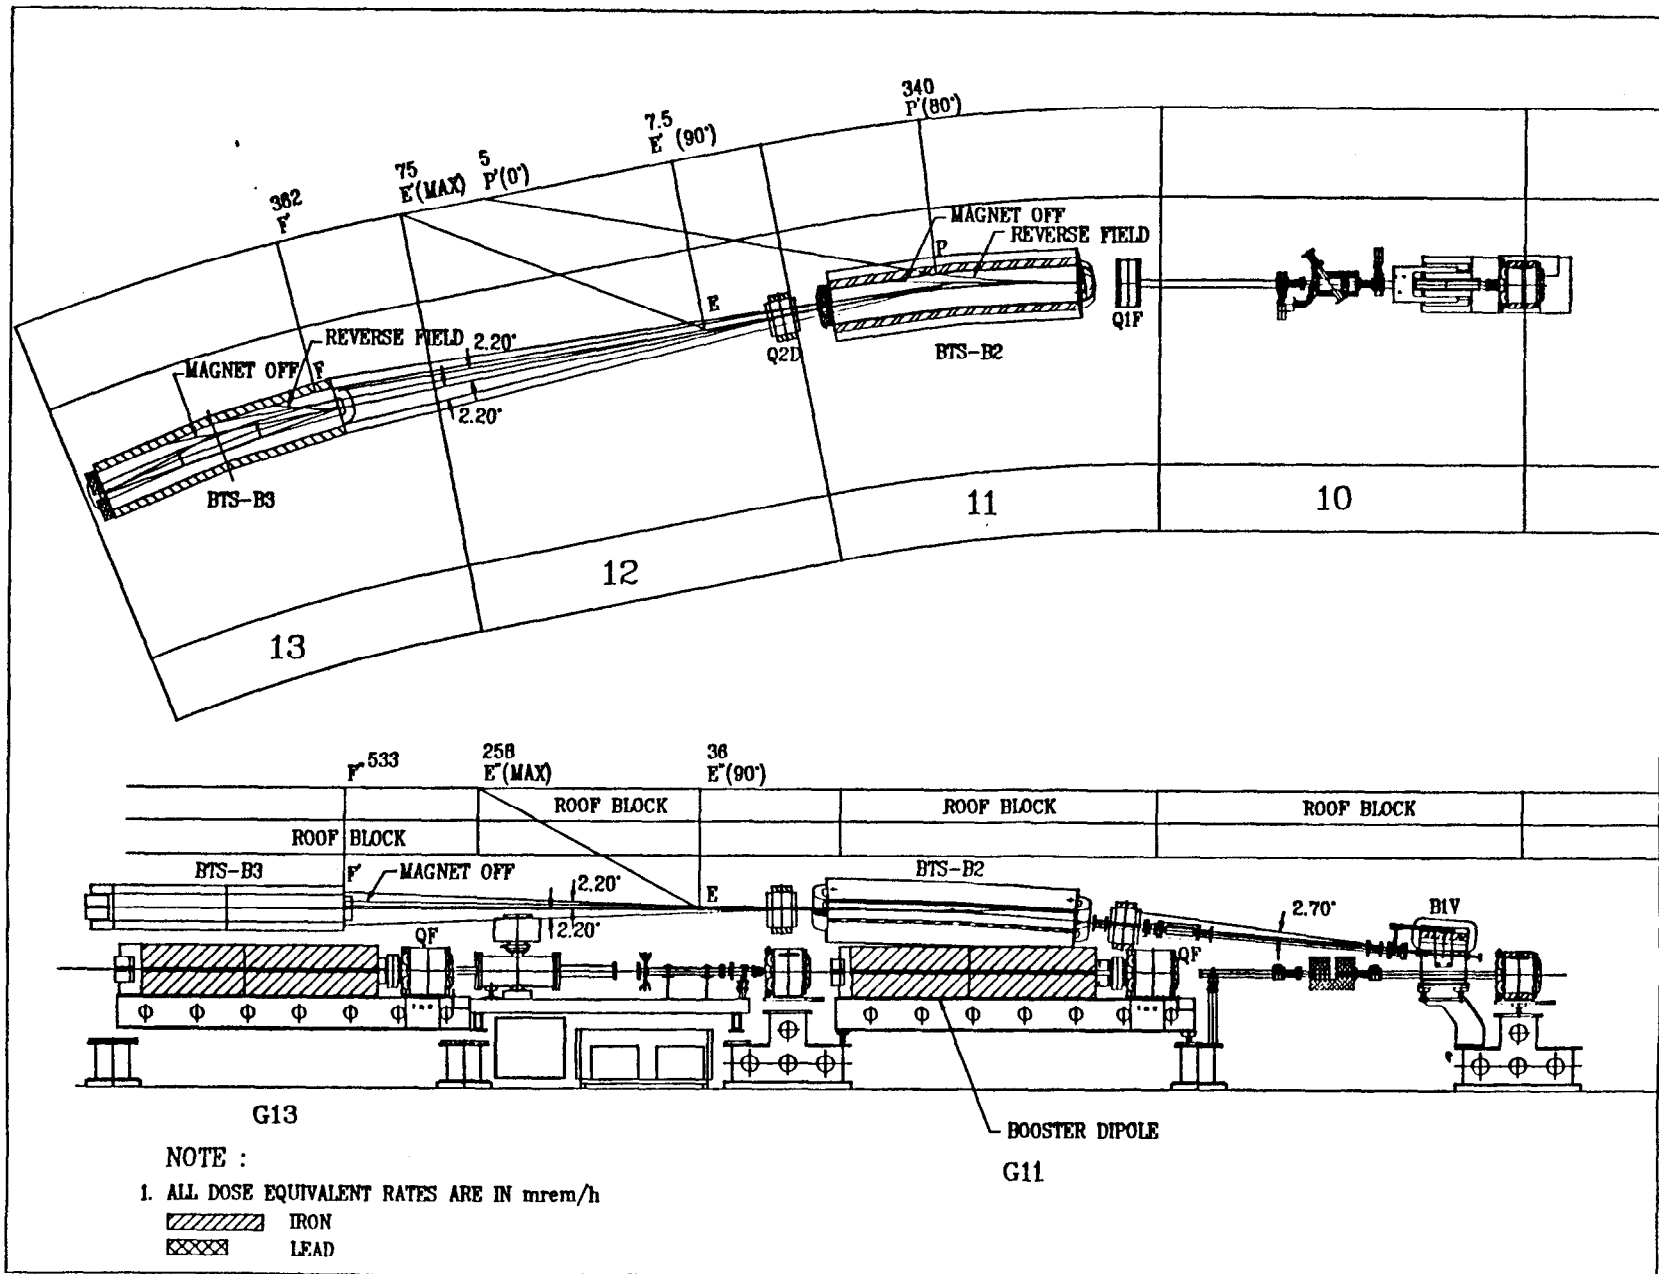 340
P'(80°)
7.5
E' (90°)
5
P'(0°)
75
E'(MAX)
362
F'
MAGNET OFF
REVERSE FIELD
P
E
Q2D
BTS-B2
Q1F
2.20°
REVERSE FIELD
MAGNET OFF
F
2.20°
BTS-B3
11
10
12
13
F" 533
258
E"(MAX)
36
E"(90°)
ROOF BLOCK
ROOF BLOCK
ROOF BLOCK
ROOF BLOCK
BTS-B3
F'
MAGNET OFF
2.20°
E
BTS-B2
2.70°
B1V
2.20°
QF
QF
BOOSTER DIPOLE
G13
G11
NOTE :
1. ALL DOSE EQUIVALENT RATES ARE IN mrem/h
IRON
LEAD